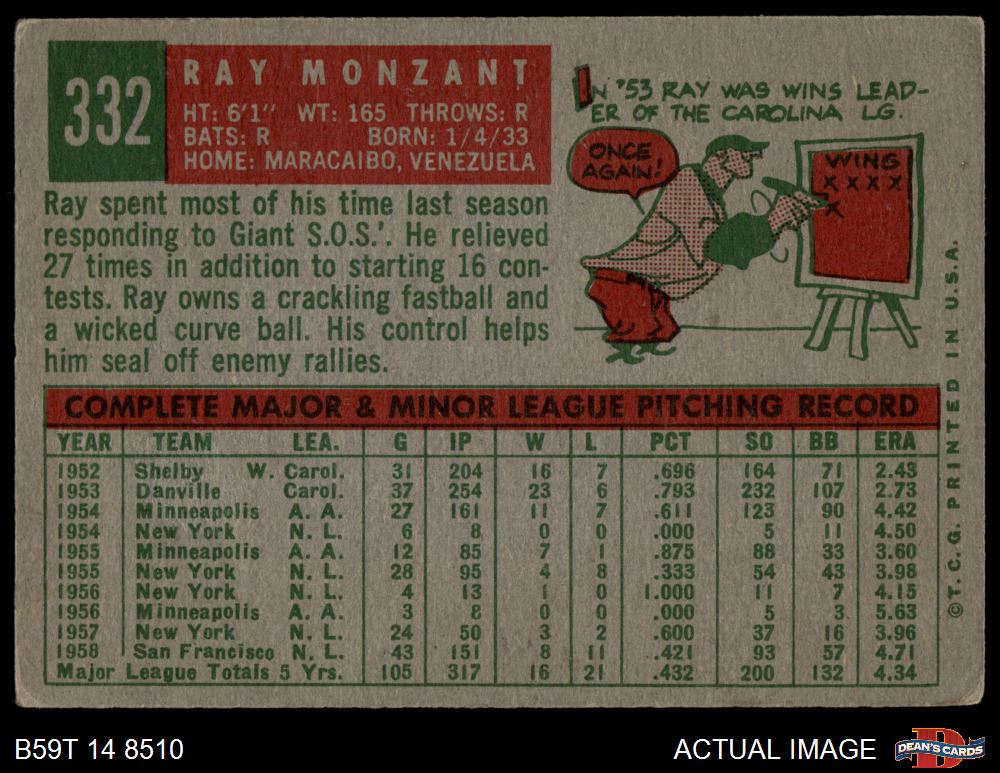 332
RAY MONZANT
HT: 6'1" WT: 165 THROWS: R
BATS: R BORN: 1/4/33
HOME: MARACAIBO, VENEZUELA
Ray spent most of his time last season
responding to Giant S.O.S.'. He relieved
27 times in addition to starting 16 con-
tests. Ray owns a crackling fastball and
a wicked curve ball. His control helps
him seal off enemy rallies.
IN '53 RAY WAS WINS LEAD-
ER OF THE CAROLINA LG.
ONCE
AGAIN!
WINS
X X X X
X
COMPLETE MAJOR & MINOR LEAGUE PITCHING RECORD
YEAR TEAM LEA. G IP W L PCT SO BB ERA
1952 Shelby W. Carol. 31 204 16 7 .696 164 71 2.43
1953 Danville Carol. 37 254 23 6 .793 232 107 2.73
1954 Minneapolis A. A. 27 161 11 7 .611 123 90 4.42
1954 New York N. L. 6 8 0 0 .000 5 11 4.50
1955 Minneapolis A. A. 12 85 7 1 .875 88 33 3.60
1955 New York N. L. 28 95 4 8 .333 54 43 3.98
1956 New York N. L. 4 13 1 0 1.000 11 7 4.15
1956 Minneapolis A. A. 3 8 0 0 .000 5 3 5.63
1957 New York N. L. 24 50 3 2 .600 37 16 3.96
1958 San Francisco N. L. 43 151 8 11 .421 93 57 4.71
Major League Totals 5 Yrs. 105 317 16 21 .432 200 132 4.34
©T.C.G. PRINTED IN U.S.A.
B59T 14 8510
ACTUAL IMAGE
D
DEAN'S CARDS